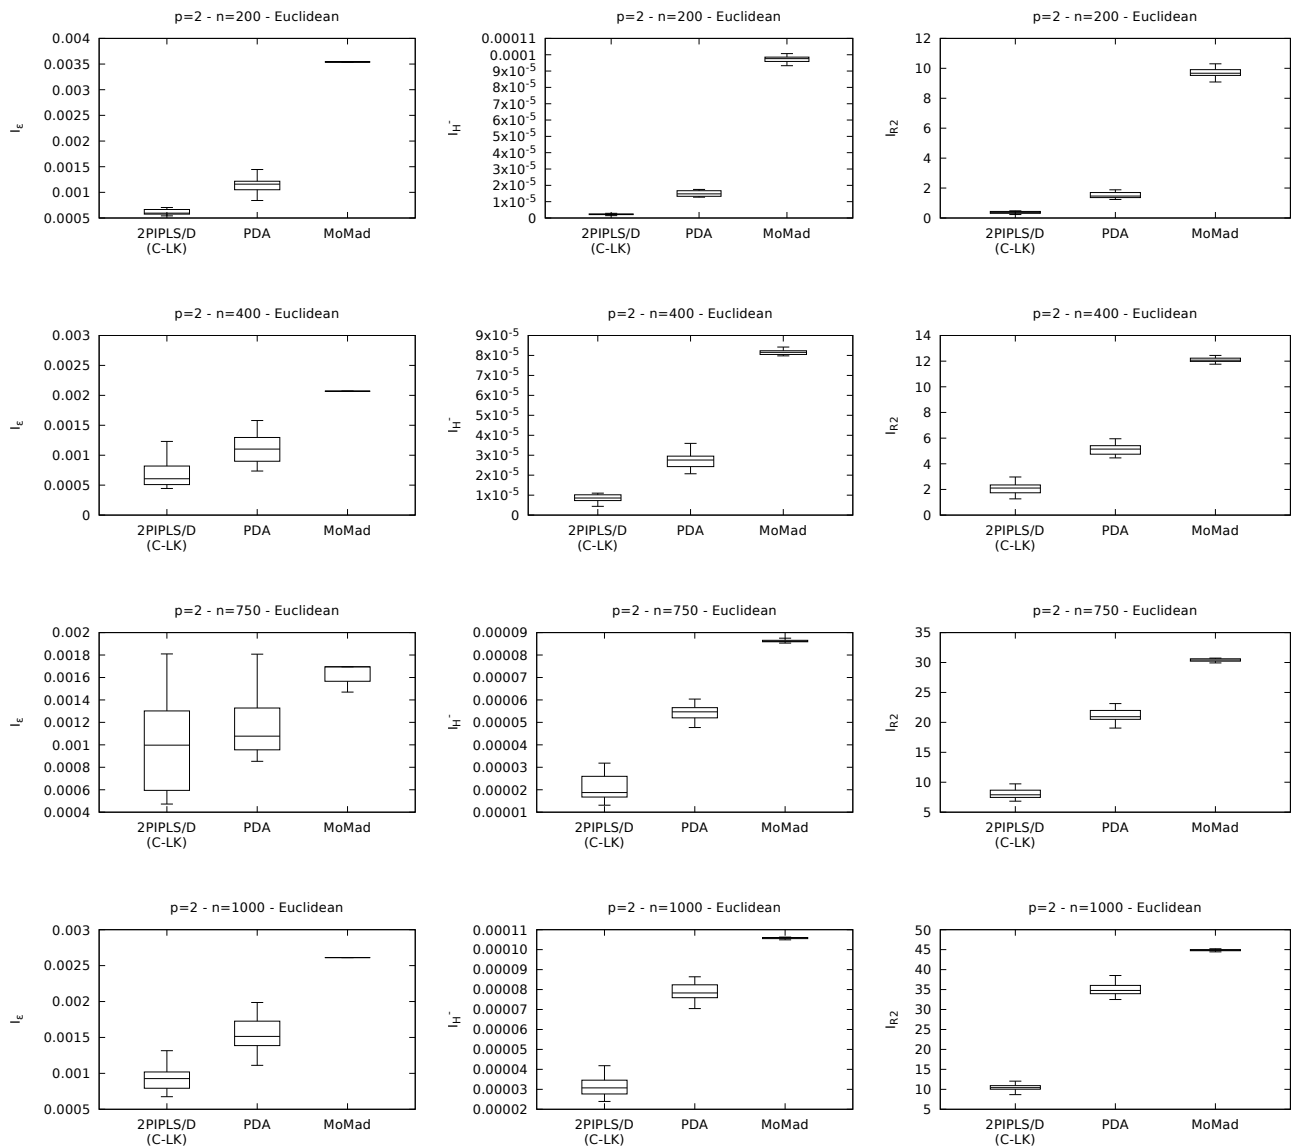 p=2 - n=200 - Euclidean
0.004
0.0035
0.003
0.0025
0.002
0.0015
0.001
0.0005
Iε
2PIPLS/D
(C-LK)
PDA
MoMad
p=2 - n=200 - Euclidean
0.00011
0.0001
9x10-5
8x10-5
7x10-5
6x10-5
5x10-5
4x10-5
3x10-5
2x10-5
1x10-5
0
IH-
2PIPLS/D
(C-LK)
PDA
MoMad
p=2 - n=200 - Euclidean
12
10
8
6
4
2
0
IR2
2PIPLS/D
(C-LK)
PDA
MoMad
p=2 - n=400 - Euclidean
0.003
0.0025
0.002
0.0015
0.001
0.0005
0
Iε
2PIPLS/D
(C-LK)
PDA
MoMad
p=2 - n=400 - Euclidean
9x10-5
8x10-5
7x10-5
6x10-5
5x10-5
4x10-5
3x10-5
2x10-5
1x10-5
0
IH-
2PIPLS/D
(C-LK)
PDA
MoMad
p=2 - n=400 - Euclidean
14
12
10
8
6
4
2
0
IR2
2PIPLS/D
(C-LK)
PDA
MoMad
p=2 - n=750 - Euclidean
0.002
0.0018
0.0016
0.0014
0.0012
0.001
0.0008
0.0006
0.0004
Iε
2PIPLS/D
(C-LK)
PDA
MoMad
p=2 - n=750 - Euclidean
0.00009
0.00008
0.00007
0.00006
0.00005
0.00004
0.00003
0.00002
0.00001
IH-
2PIPLS/D
(C-LK)
PDA
MoMad
p=2 - n=750 - Euclidean
35
30
25
20
15
10
5
IR2
2PIPLS/D
(C-LK)
PDA
MoMad
p=2 - n=1000 - Euclidean
0.003
0.0025
0.002
0.0015
0.001
0.0005
Iε
2PIPLS/D
(C-LK)
PDA
MoMad
p=2 - n=1000 - Euclidean
0.00011
0.00010
0.00009
0.00008
0.00007
0.00006
0.00005
0.00004
0.00003
0.00002
IH-
2PIPLS/D
(C-LK)
PDA
MoMad
p=2 - n=1000 - Euclidean
50
45
40
35
30
25
20
15
10
5
IR2
2PIPLS/D
(C-LK)
PDA
MoMad